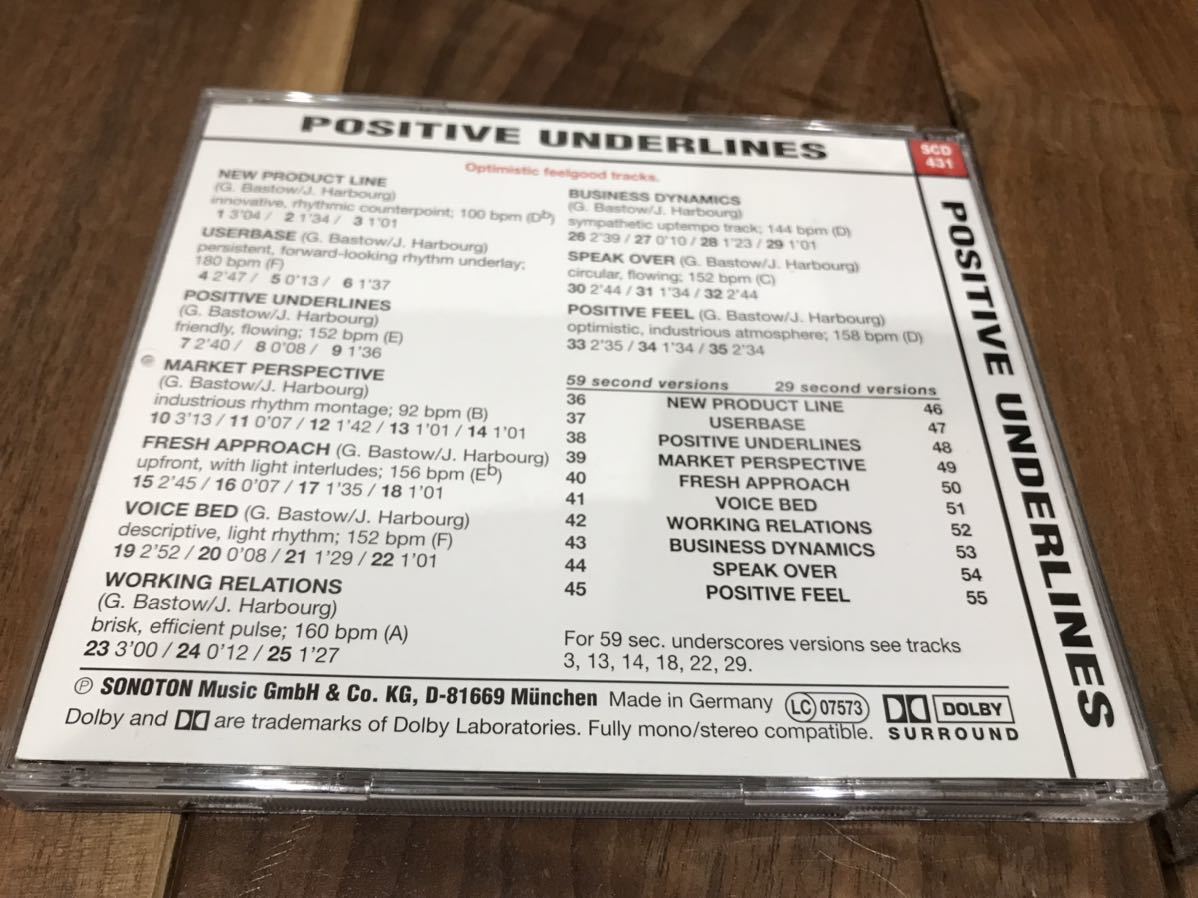 POSITIVE UNDERLINES
SCD
431
Optimistic feelgood tracks.
NEW PRODUCT LINE
(G. Bastow/J. Harbourg)
innovative, rhythmic counterpoint; 100 bpm (Db)
1 3'04 / 2 1'34 / 3 1'01
USERBASE (G. Bastow/J. Harbourg)
persistent, forward-looking rhythm underlay;
180 bpm (F)
4 2'47 / 5 0'13 / 6 1'37
POSITIVE UNDERLINES
(G. Bastow/J. Harbourg)
friendly, flowing; 152 bpm (E)
7 2'40 / 8 0'08 / 9 1'36
MARKET PERSPECTIVE
(G. Bastow/J. Harbourg)
industrious rhythm montage; 92 bpm (B)
10 3'13 / 11 0'07 / 12 1'42 / 13 1'01 / 14 1'01
FRESH APPROACH (G. Bastow/J. Harbourg)
upfront, with light interludes; 156 bpm (Eb)
15 2'45 / 16 0'07 / 17 1'35 / 18 1'01
VOICE BED (G. Bastow/J. Harbourg)
descriptive, light rhythm; 152 bpm (F)
19 2'52 / 20 0'08 / 21 1'29 / 22 1'01
WORKING RELATIONS
(G. Bastow/J. Harbourg)
brisk, efficient pulse; 160 bpm (A)
23 3'00 / 24 0'12 / 25 1'27
BUSINESS DYNAMICS
(G. Bastow/J. Harbourg)
sympathetic uptempo track; 144 bpm (D)
26 2'39 / 27 0'10 / 28 1'23 / 29 1'01
SPEAK OVER (G. Bastow/J. Harbourg)
circular, flowing; 152 bpm (C)
30 2'44 / 31 1'34 / 32 2'44
POSITIVE FEEL (G. Bastow/J. Harbourg)
optimistic, industrious atmosphere; 158 bpm (D)
33 2'35 / 34 1'34 / 35 2'34
59 second versions 29 second versions
36 NEW PRODUCT LINE 46
37 USERBASE 47
38 POSITIVE UNDERLINES 48
39 MARKET PERSPECTIVE 49
40 FRESH APPROACH 50
41 VOICE BED 51
42 WORKING RELATIONS 52
43 BUSINESS DYNAMICS 53
44 SPEAK OVER 54
45 POSITIVE FEEL 55
For 59 sec. underscores versions see tracks
3, 13, 14, 18, 22, 29.
℗ SONOTON Music GmbH & Co. KG, D-81669 München Made in Germany LC 07573
Dolby and DD are trademarks of Dolby Laboratories. Fully mono/stereo compatible.
DOLBY
SURROUND
POSITIVE UNDERLINES